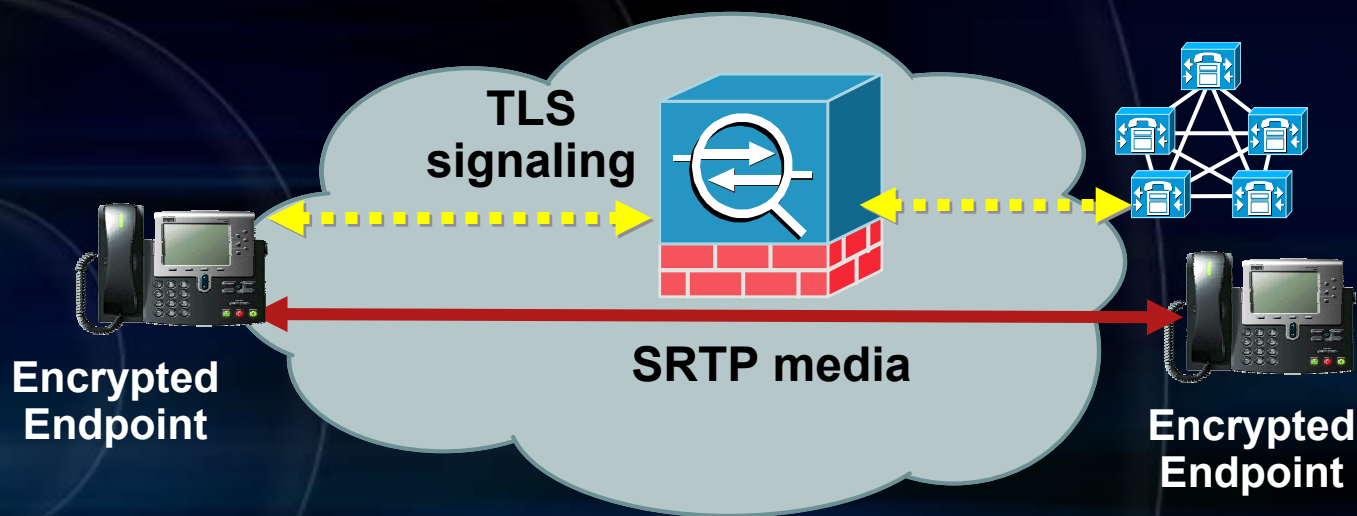 TLS
signaling
SRTP media
Encrypted
Endpoint
Encrypted
Endpoint